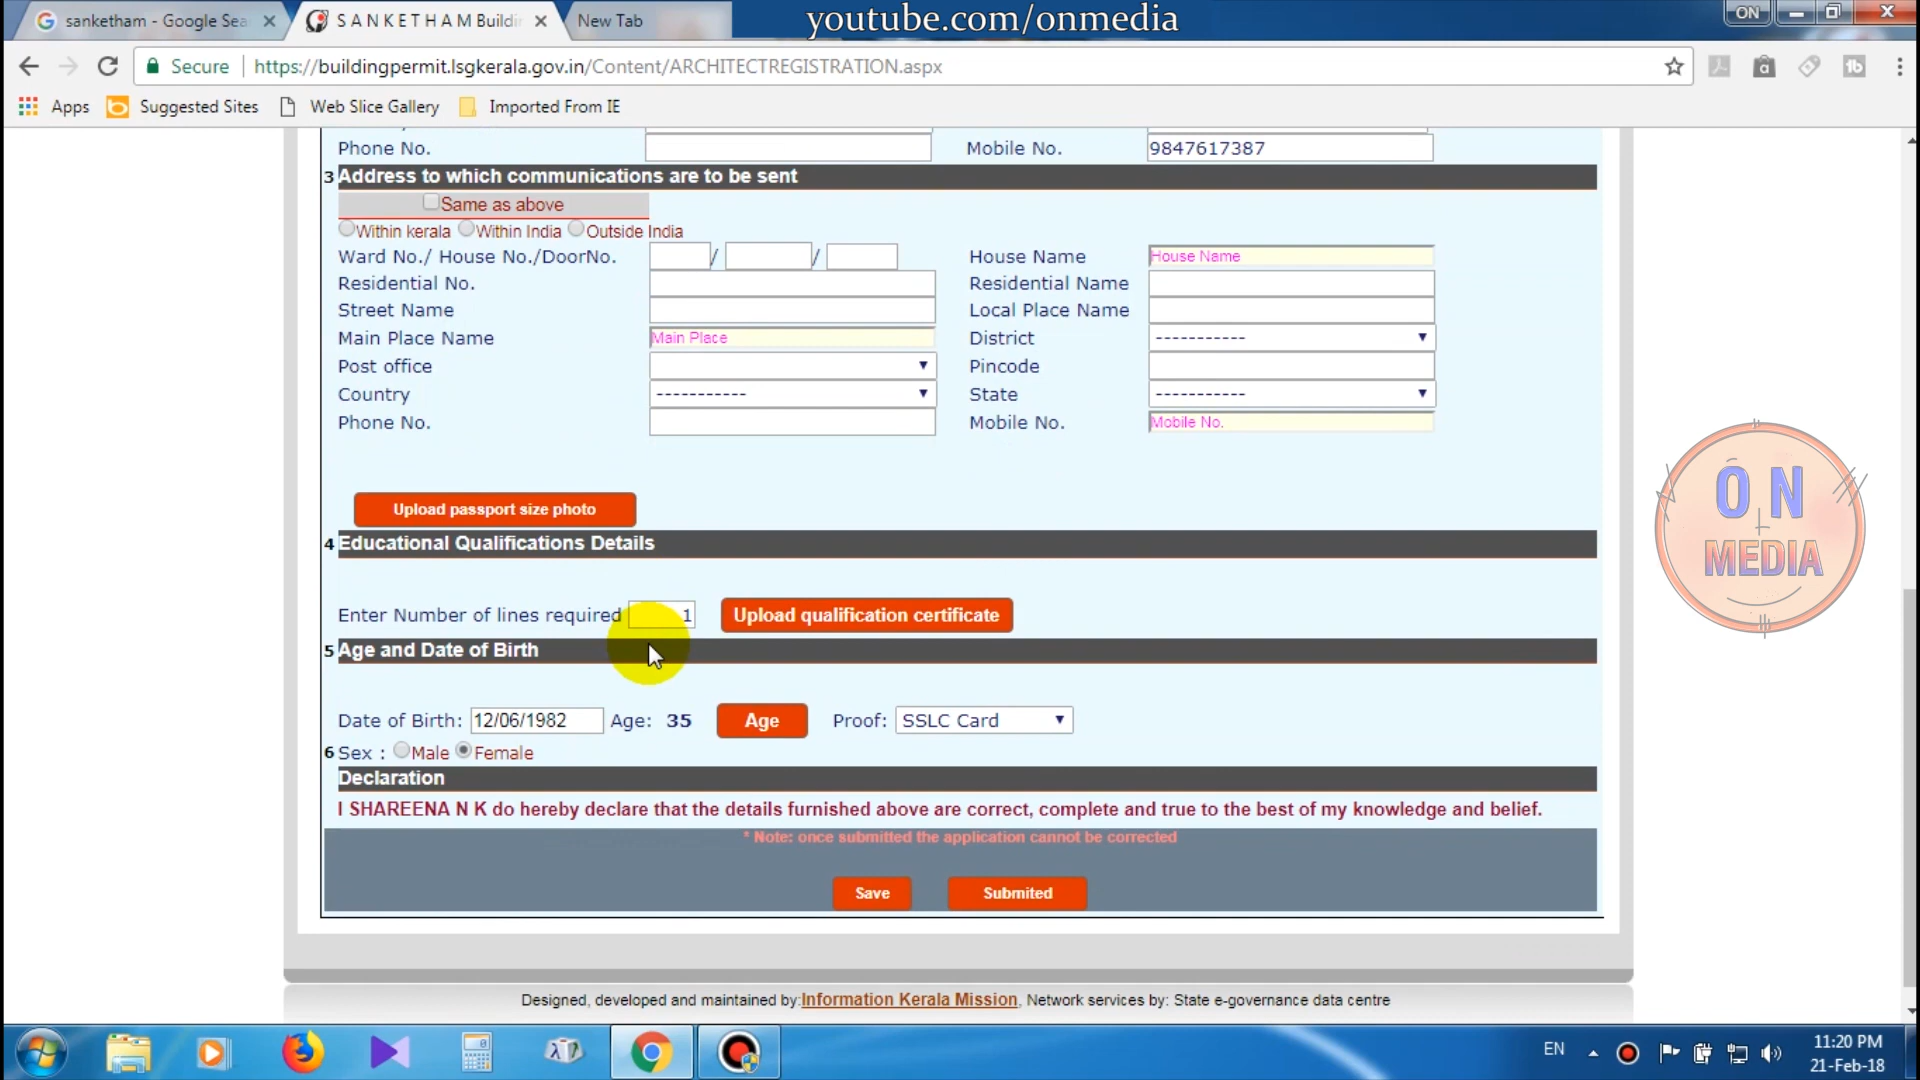 sanketham - Google Sea
S A N K E T H A M Buildi
New Tab
youtube.com/onmedia
ON
Secure
https://buildingpermit.lsgkerala.gov.in/Content/ARCHITECTREGISTRATION.aspx
Apps
Suggested Sites
Web Slice Gallery
Imported From IE
Phone No.
Mobile No.
9847617387
3 Address to which communications are to be sent
Same as above
Within kerala Within India Outside India
Ward No./ House No./DoorNo. / /
House Name
House Name
Residential No.
Residential Name
Street Name
Local Place Name
Main Place Name
Main Place
District
-----------
Post office
Pincode
Country
-----------
State
-----------
Phone No.
Mobile No.
Mobile No.
Upload passport size photo
4 Educational Qualifications Details
Enter Number of lines required 1
Upload qualification certificate
5 Age and Date of Birth
Date of Birth: 12/06/1982 Age: 35
Age
Proof: SSLC Card
6 Sex : Male Female
Declaration
I SHAREENA N K do hereby declare that the details furnished above are correct, complete and true to the best of my knowledge and belief.
* Note: once submitted the application cannot be corrected
Save
Submited
Designed, developed and maintained by:Information Kerala Mission, Network services by: State e-governance data centre
O N
MEDIA
EN
11:20 PM
21-Feb-18